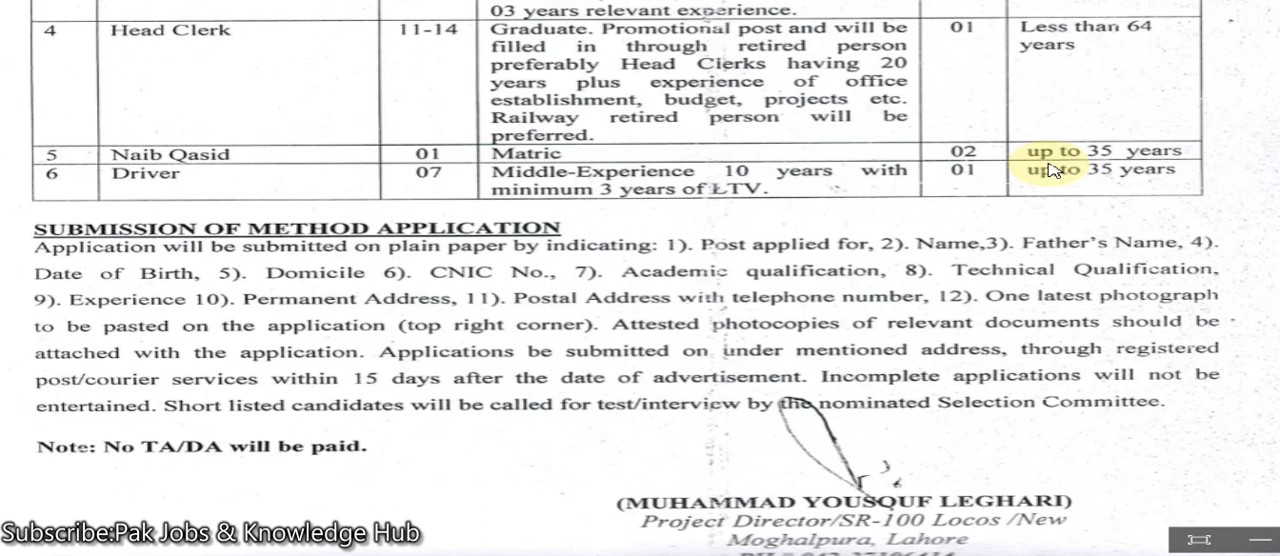 03 years relevant experience.
4 Head Clerk 11-14 Graduate. Promotional post and will be 01 Less than 64
filled in through retired person years
preferably Head Clerks having 20
years plus experience of office
establishment, budget, projects etc.
Railway retired person will be
preferred.
5 Naib Qasid 01 Matric 02 up to 35 years
6 Driver 07 Middle-Experience 10 years with 01 up to 35 years
minimum 3 years of LTV.
SUBMISSION OF METHOD APPLICATION
Application will be submitted on plain paper by indicating: 1). Post applied for, 2). Name,3). Father's Name, 4).
Date of Birth, 5). Domicile 6). CNIC No., 7). Academic qualification, 8). Technical Qualification,
9). Experience 10). Permanent Address, 11). Postal Address with telephone number, 12). One latest photograph
to be pasted on the application (top right corner). Attested photocopies of relevant documents should be
attached with the application. Applications be submitted on under mentioned address, through registered
post/courier services within 15 days after the date of advertisement. Incomplete applications will not be
entertained. Short listed candidates will be called for test/interview by the nominated Selection Committee.
Note: No TA/DA will be paid.
(MUHAMMAD YOUSQUF LEGHARI)
Project Director/SR-100 Locos /New
Moghalpura, Lahore
Subscribe:Pak Jobs & Knowledge Hub